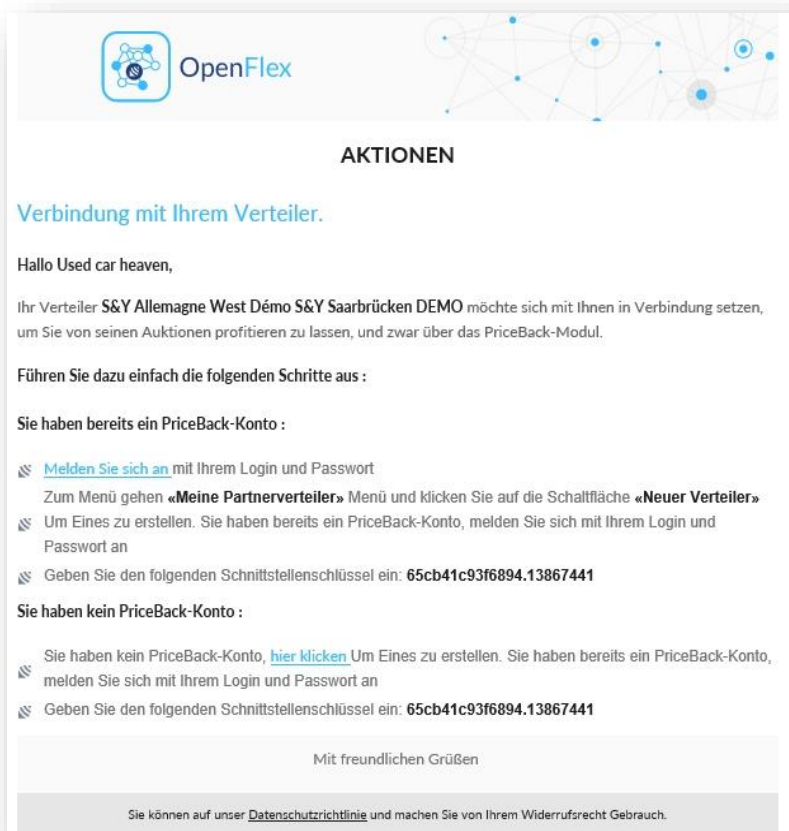 OpenFlex
AKTIONEN
Verbindung mit Ihrem Verteiler.
Hallo Used car heaven,
Ihr Verteiler S&Y Allemagne West Démo S&Y Saarbrücken DEMO möchte sich mit Ihnen in Verbindung setzen,
um Sie von seinen Auktionen profitieren zu lassen, und zwar über das PriceBack-Modul.
Führen Sie dazu einfach die folgenden Schritte aus :
Sie haben bereits ein PriceBack-Konto :
Melden Sie sich an mit Ihrem Login und Passwort
Zum Menü gehen «Meine Partnerverteiler» Menü und klicken Sie auf die Schaltfläche «Neuer Verteiler»
Um Eines zu erstellen. Sie haben bereits ein PriceBack-Konto, melden Sie sich mit Ihrem Login und
Passwort an
Geben Sie den folgenden Schnittstellenschlüssel ein: 65cb41c93f6894.13867441
Sie haben kein PriceBack-Konto :
Sie haben kein PriceBack-Konto, hier klicken Um Eines zu erstellen. Sie haben bereits ein PriceBack-Konto,
melden Sie sich mit Ihrem Login und Passwort an
Geben Sie den folgenden Schnittstellenschlüssel ein: 65cb41c93f6894.13867441
Mit freundlichen Grüßen
Sie können auf unser Datenschutzrichtlinie und machen Sie von Ihrem Widerrufsrecht Gebrauch.